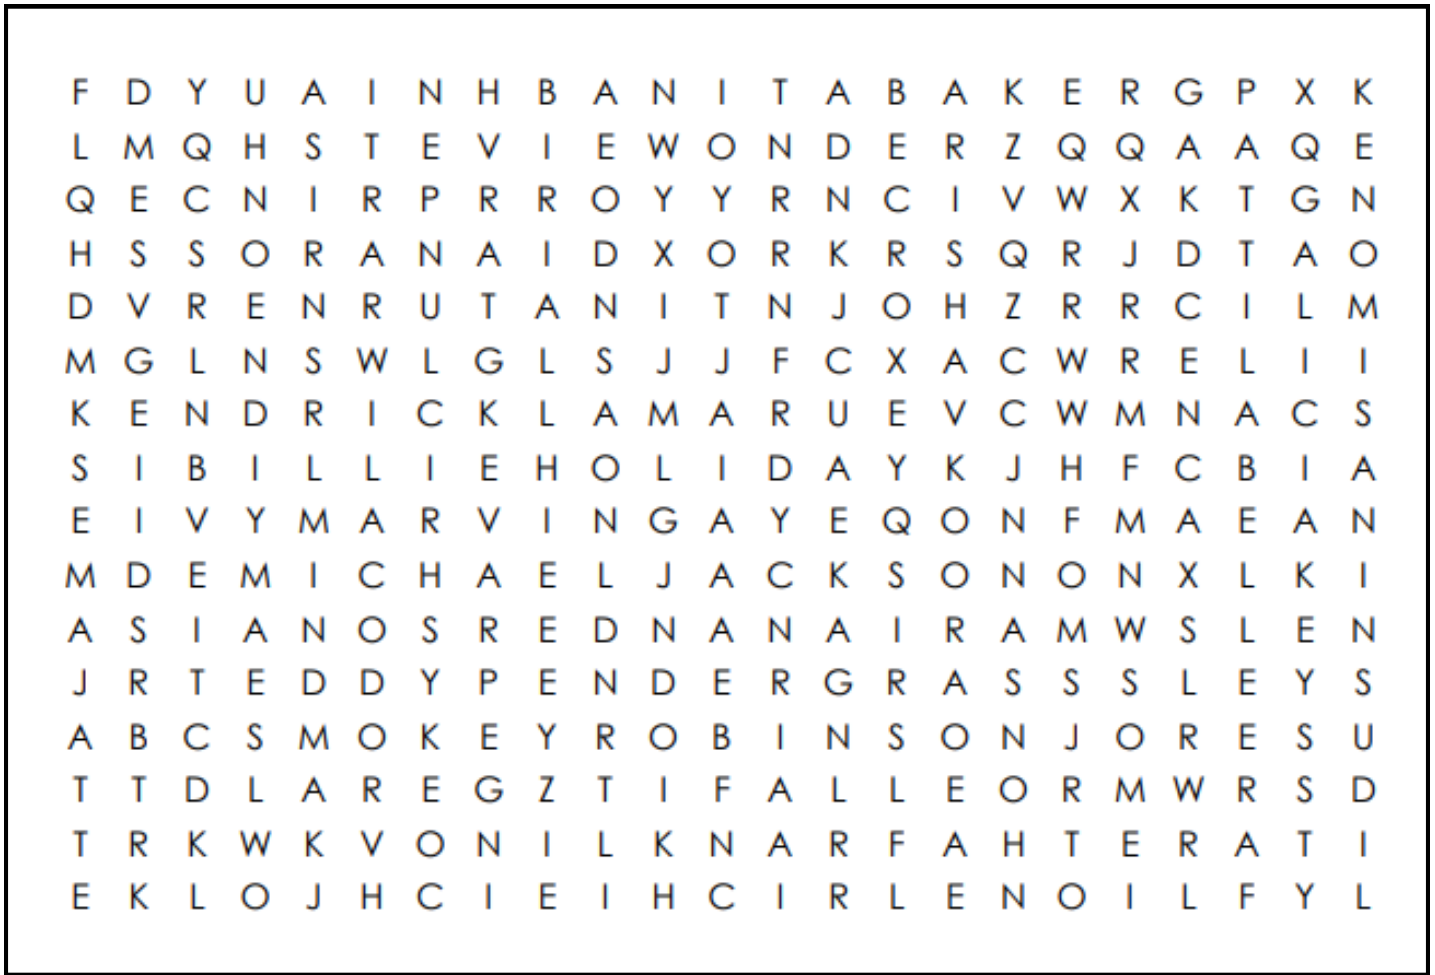 F D Y U A I N H B A N I T A B A K E R G P X K
L M Q H S T E V I E W O N D E R Z Q Q A A Q E
Q E C N I R P R R O Y Y R N C I V W X K T G N
H S S O R A N A I D X O R K R S Q R J D T A O
D V R E N R U T A N I T N J O H Z R R C I L M
M G L N S W L G L S J J F C X A C W R E L I I
K E N D R I C K L A M A R U E V C W M N A C S
S I B I L L I E H O L I D A Y K J H F C B I A
E I V Y M A R V I N G A Y E Q O N F M A E A N
M D E M I C H A E L J A C K S O N O N X L K I
A S I A N O S R E D N A N A I R A M W S L E N
J R T E D D Y P E N D E R G R A S S S L E Y S
A B C S M O K E Y R O B I N S O N J O R E S U
T T D L A R E G Z T I F A L L E O R M W R S D
T R K W K V O N I L K N A R F A H T E R A T I
E K L O J H C I E I H C I R L E N O I L F Y L